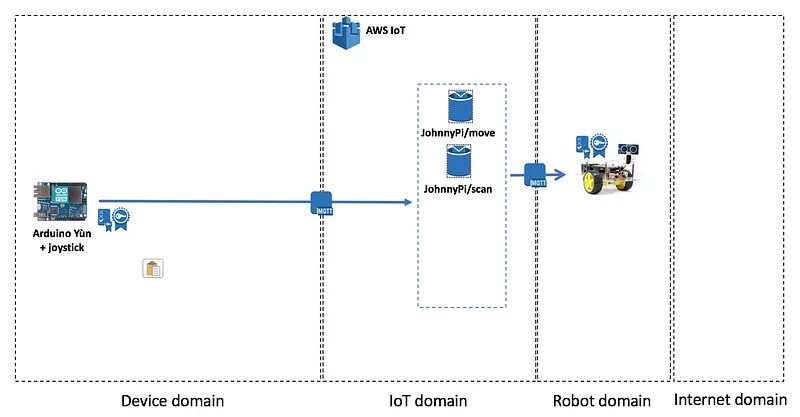 AWS IoT
JohnnyPi/move
JohnnyPi/scan
MQTT
MQTT
Arduino Yùn
+ joystick
Device domain
IoT domain
Robot domain
Internet domain